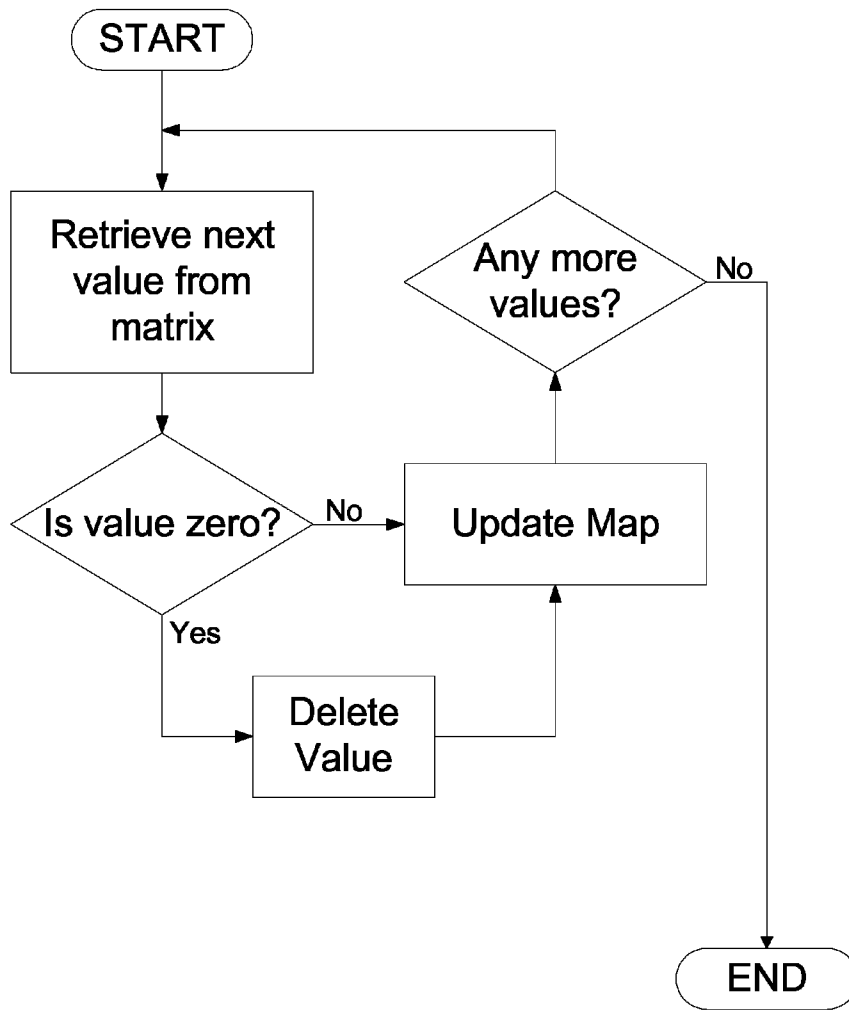 START
Retrieve next
value from
matrix
Any more
values?
No
Is value zero?
No
Update Map
Yes
Delete
Value
END